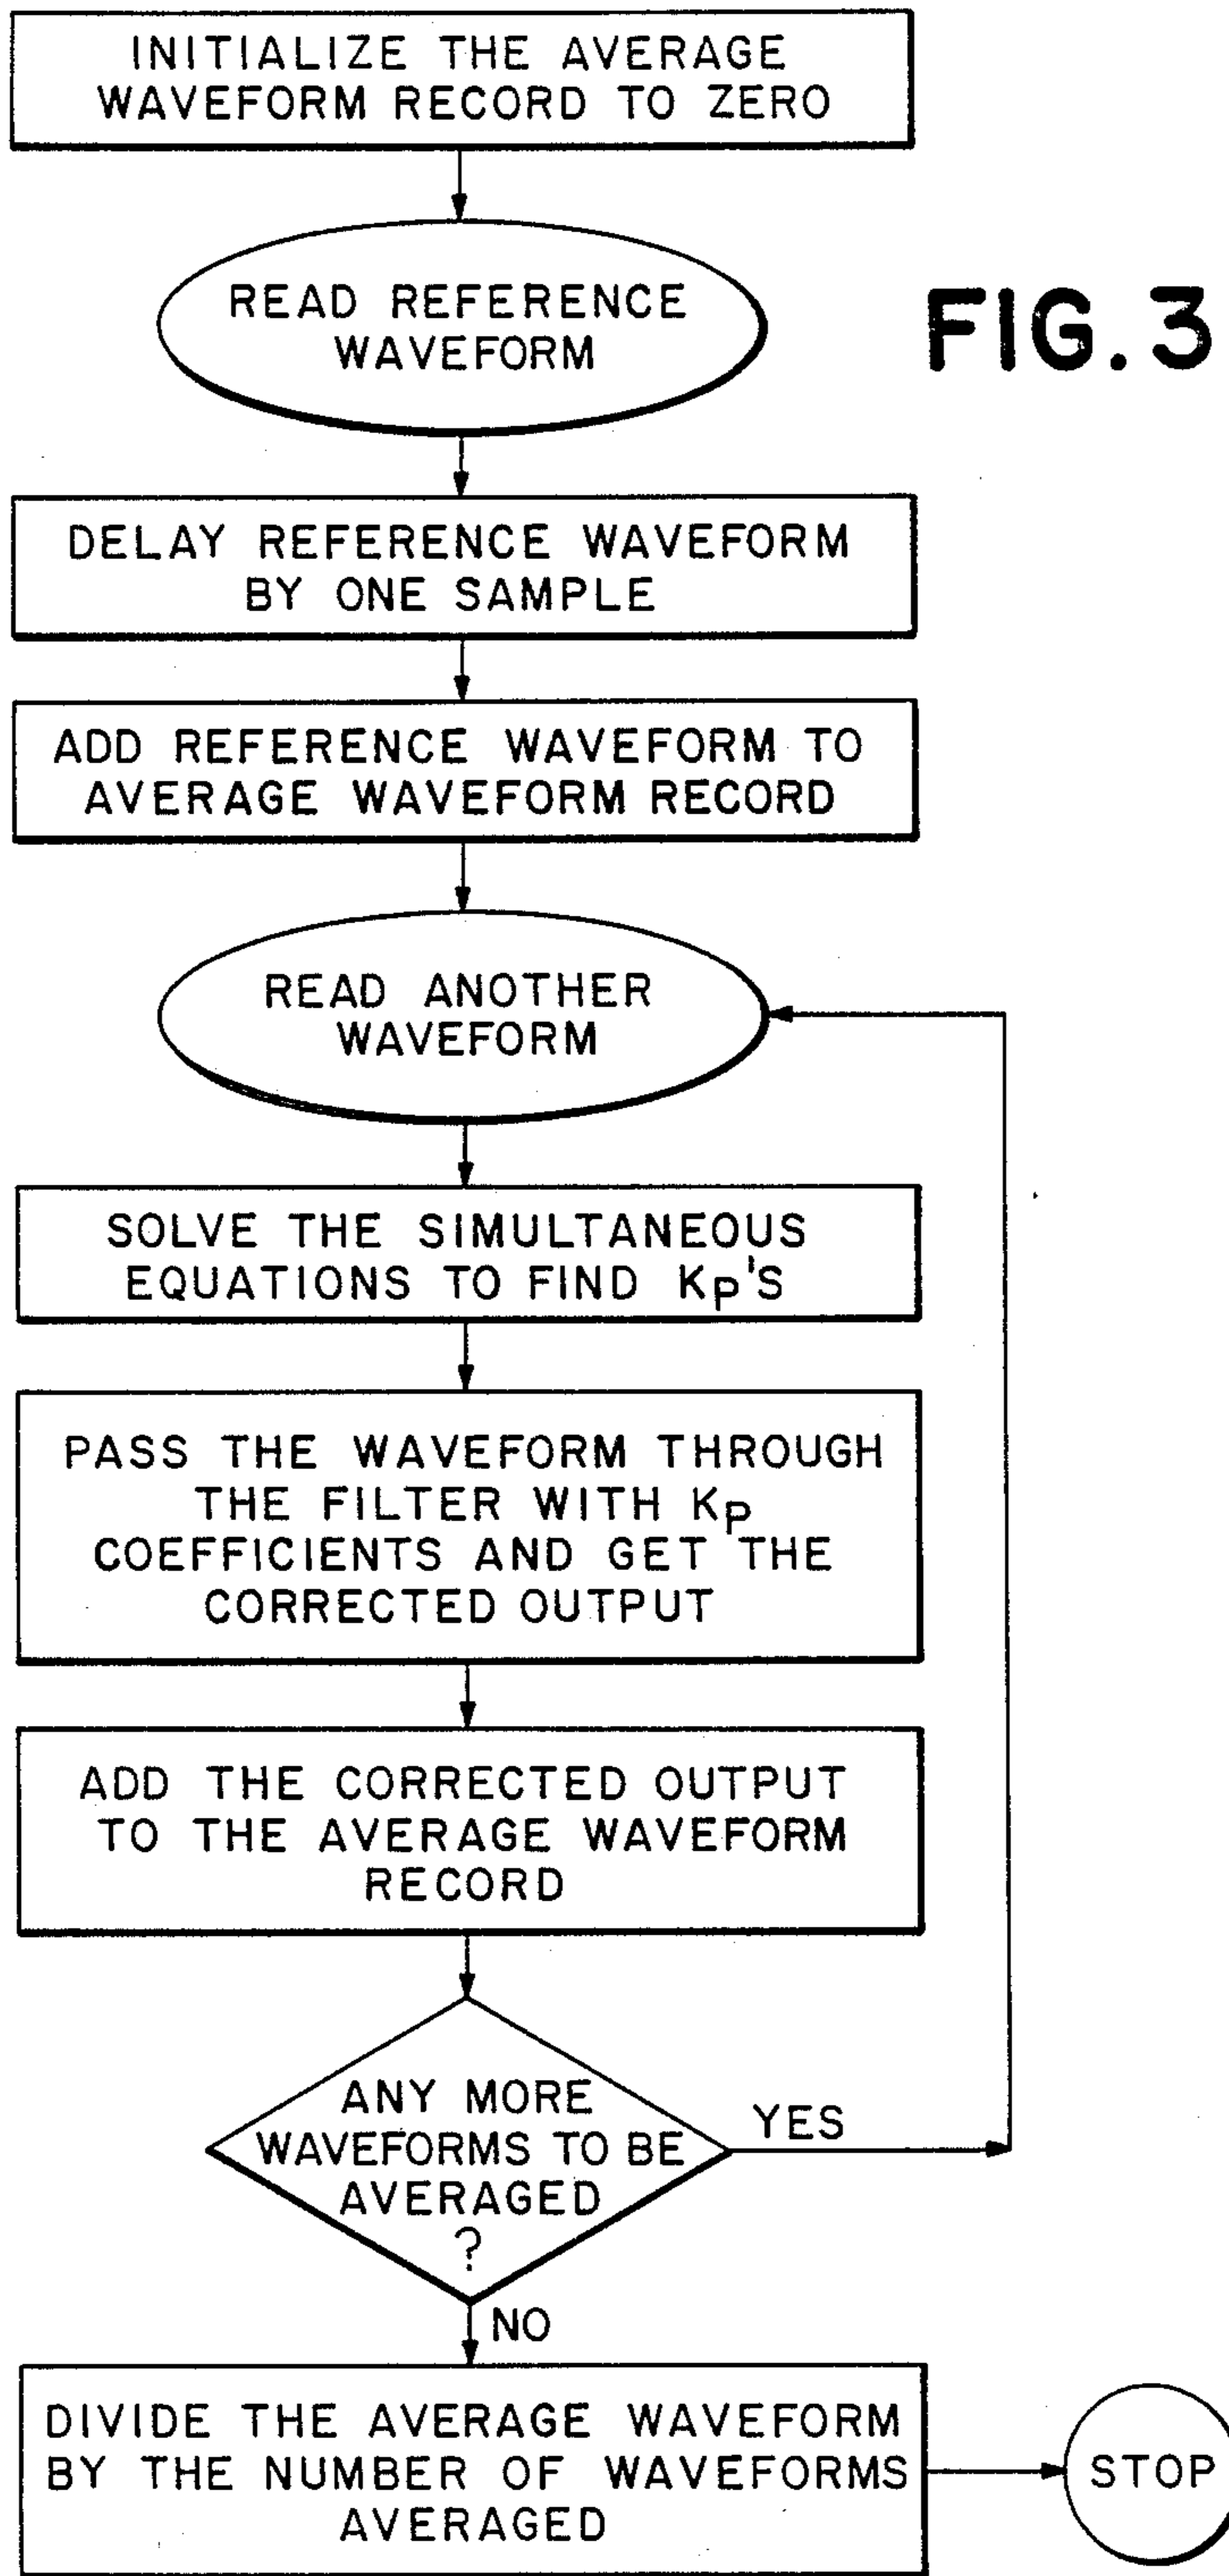 INITIALIZE THE AVERAGE
WAVEFORM RECORD TO ZERO
READ REFERENCE
WAVEFORM
FIG. 3
DELAY REFERENCE WAVEFORM
BY ONE SAMPLE
ADD REFERENCE WAVEFORM TO
AVERAGE WAVEFORM RECORD
READ ANOTHER
WAVEFORM
SOLVE THE SIMULTANEOUS
EQUATIONS TO FIND KP'S
PASS THE WAVEFORM THROUGH
THE FILTER WITH KP
COEFFICIENTS AND GET THE
CORRECTED OUTPUT
ADD THE CORRECTED OUTPUT
TO THE AVERAGE WAVEFORM
RECORD
ANY MORE
WAVEFORMS TO BE
AVERAGED
?
YES
NO
DIVIDE THE AVERAGE WAVEFORM
BY THE NUMBER OF WAVEFORMS
AVERAGED
STOP